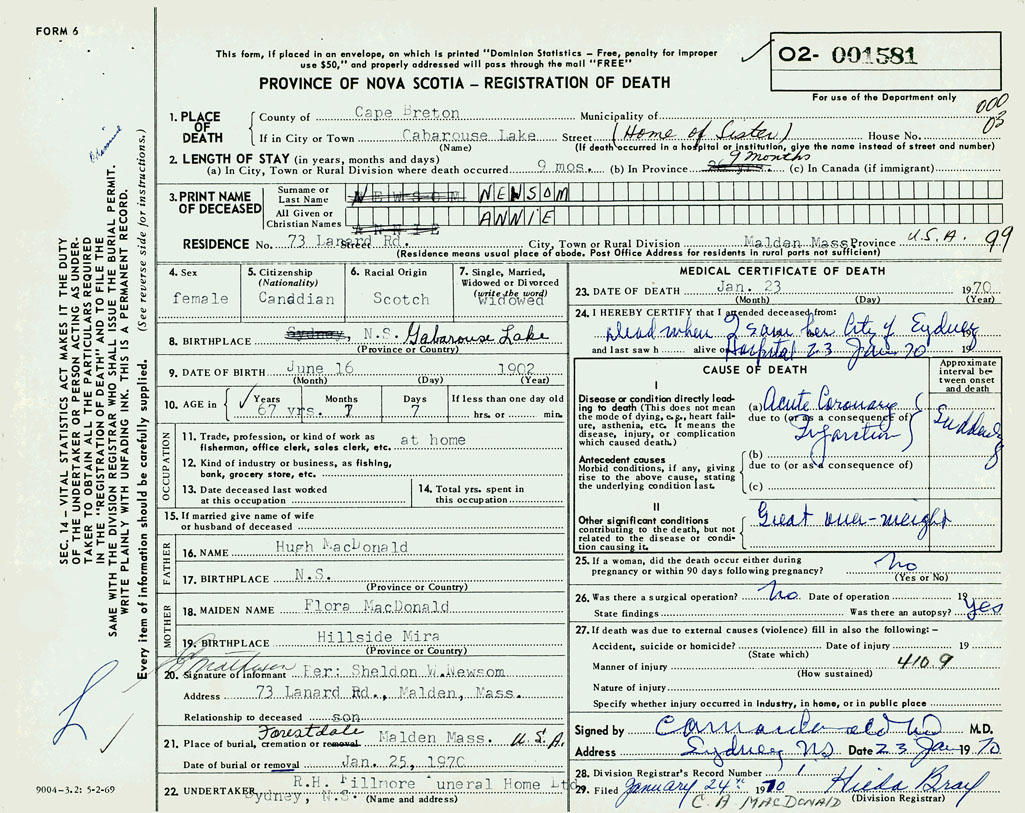 FORM 6
This form, if placed in an envelope, on which is printed "Dominion Statistics – Free, penalty for improper
use $50," and properly addressed will pass through the mail "FREE"
PROVINCE OF NOVA SCOTIA – REGISTRATION OF DEATH
02- 001581
For use of the Department only
000
03
1. PLACE OF DEATH
County of Cape Breton Municipality of
If in City or Town Cabarouse Lake Street (Home of Sister) House No.
(Name) (If death occurred in a hospital or institution, give the name instead of street and number)
2. LENGTH OF STAY (in years, months and days) 9 months
(a) In City, Town or Rural Division where death occurred 9 mos. (b) In Province (c) In Canada (if immigrant)
3. PRINT NAME OF DECEASED
Surname or Last Name NEWSOM NEWSOM
All Given or Christian Names ANNIE
ANNIE
RESIDENCE No. 73 Lanard Rd. Street City, Town or Rural Division Malden Mass Province U.S.A. 99
(Residence means usual place of abode. Post Office Address for residents in rural parts not sufficient)
4. Sex
female
5. Citizenship
(Nationality)
Canddian
6. Racial Origin
Scotch
7. Single, Married,
Widowed or Divorced
(write the word)
widowed
8. BIRTHPLACE Sydney, N.S. Gabarouse Lake
(Province or Country)
9. DATE OF BIRTH June 16 1902
(Month) (Day) (Year)
10. AGE in Years Months Days If less than one day old
67 yrs. 7 7 hrs. or min.
OCCUPATION
11. Trade, profession, or kind of work as
fisherman, office clerk, sales clerk, etc. at home
12. Kind of industry or business, as fishing,
bank, grocery store, etc.
13. Date deceased last worked
at this occupation
14. Total yrs. spent in
this occupation
15. If married give name of wife
or husband of deceased
FATHER
16. NAME Hugh MacDonald
17. BIRTHPLACE N.S.
(Province or Country)
MOTHER
18. MAIDEN NAME Flora MacDonald
19. BIRTHPLACE Hillside Mira
(Province or Country)
20. Signature of Informant Per: Sheldon W.Newsom
Address 73 Lanard Rd., Malden, Mass.
Relationship to deceased son
Forestdale
21. Place of burial, cremation or removal Malden Mass. U.S.A.
Date of burial or removal Jan. 25, 1970
22. UNDERTAKER R.H. Fillmore uneral Home Ltd.
Sydney, N.S. (Name and address)
MEDICAL CERTIFICATE OF DEATH
23. DATE OF DEATH Jan. 23 1970
(Month) (Day) (Year)
24. I HEREBY CERTIFY that I attended deceased from:
Dead when I saw her City of Sydney
and last saw h alive on Hospital 23 Jan 70 19
CAUSE OF DEATH
Approximate interval between onset and death
I
Disease or condition directly leading
to death (This does not mean
the mode of dying, e.g., heart failure,
asthenia, etc. It means the
disease, injury, or complication
which caused death.)
(a) Acute Coronary
due to (or as a consequence of)
Suddenly
Antecedent causes
Morbid conditions, if any, giving
rise to the above cause, stating
the underlying condition last.
(b)
due to (or as a consequence of)
(c)
II
Other significant conditions
contributing to the death, but not
related to the disease or condition
causing it.
Great over-weight
25. If a woman, did the death occur either during
pregnancy or within 90 days following pregnancy? No
(Yes or No)
26. Was there a surgical operation? No. Date of operation 19
State findings Was there an autopsy? Yes
27. If death was due to external causes (violence) fill in also the following: –
Accident, suicide or homicide? Date of injury 19
(State which)
Manner of injury 410.9
(How sustained)
Nature of injury
Specify whether injury occurred in industry, in home, or in public place
Signed by M.D.
Address Sydney NS Date 23 Jan 1970
28. Division Registrar's Record Number 1
29. Filed January 24th 1970 Hilda Bray
C. A MACDONALD (Division Registrar)
SEC. 14 – VITAL STATISTICS ACT MAKES IT THE DUTY
OF THE UNDERTAKER OR PERSON ACTING AS UNDERTAKER
TO OBTAIN ALL THE PARTICULARS REQUIRED
IN THE "REGISTRATION OF DEATH" AND TO FILE THE
SAME WITH THE DIVISION REGISTRAR WHO SHALL ISSUE THE BURIAL PERMIT.
WRITE PLAINLY WITH UNFADING INK. THIS IS A PERMANENT RECORD.
Every item of information should be carefully supplied. (See reverse side for instructions.)
9004-3.2: 5-2-69